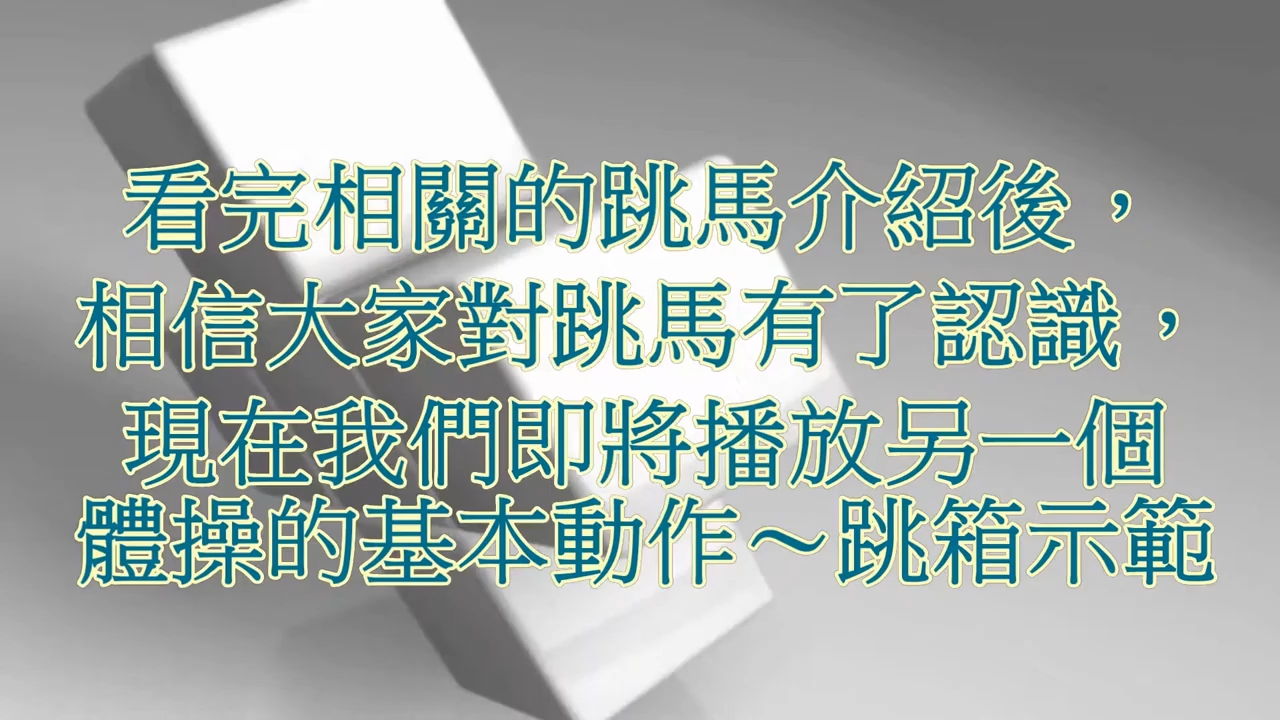 看完相關的跳馬介紹後，
相信大家對跳馬有了認識，
現在我們即將播放另一個
體操的基本動作～跳箱示範